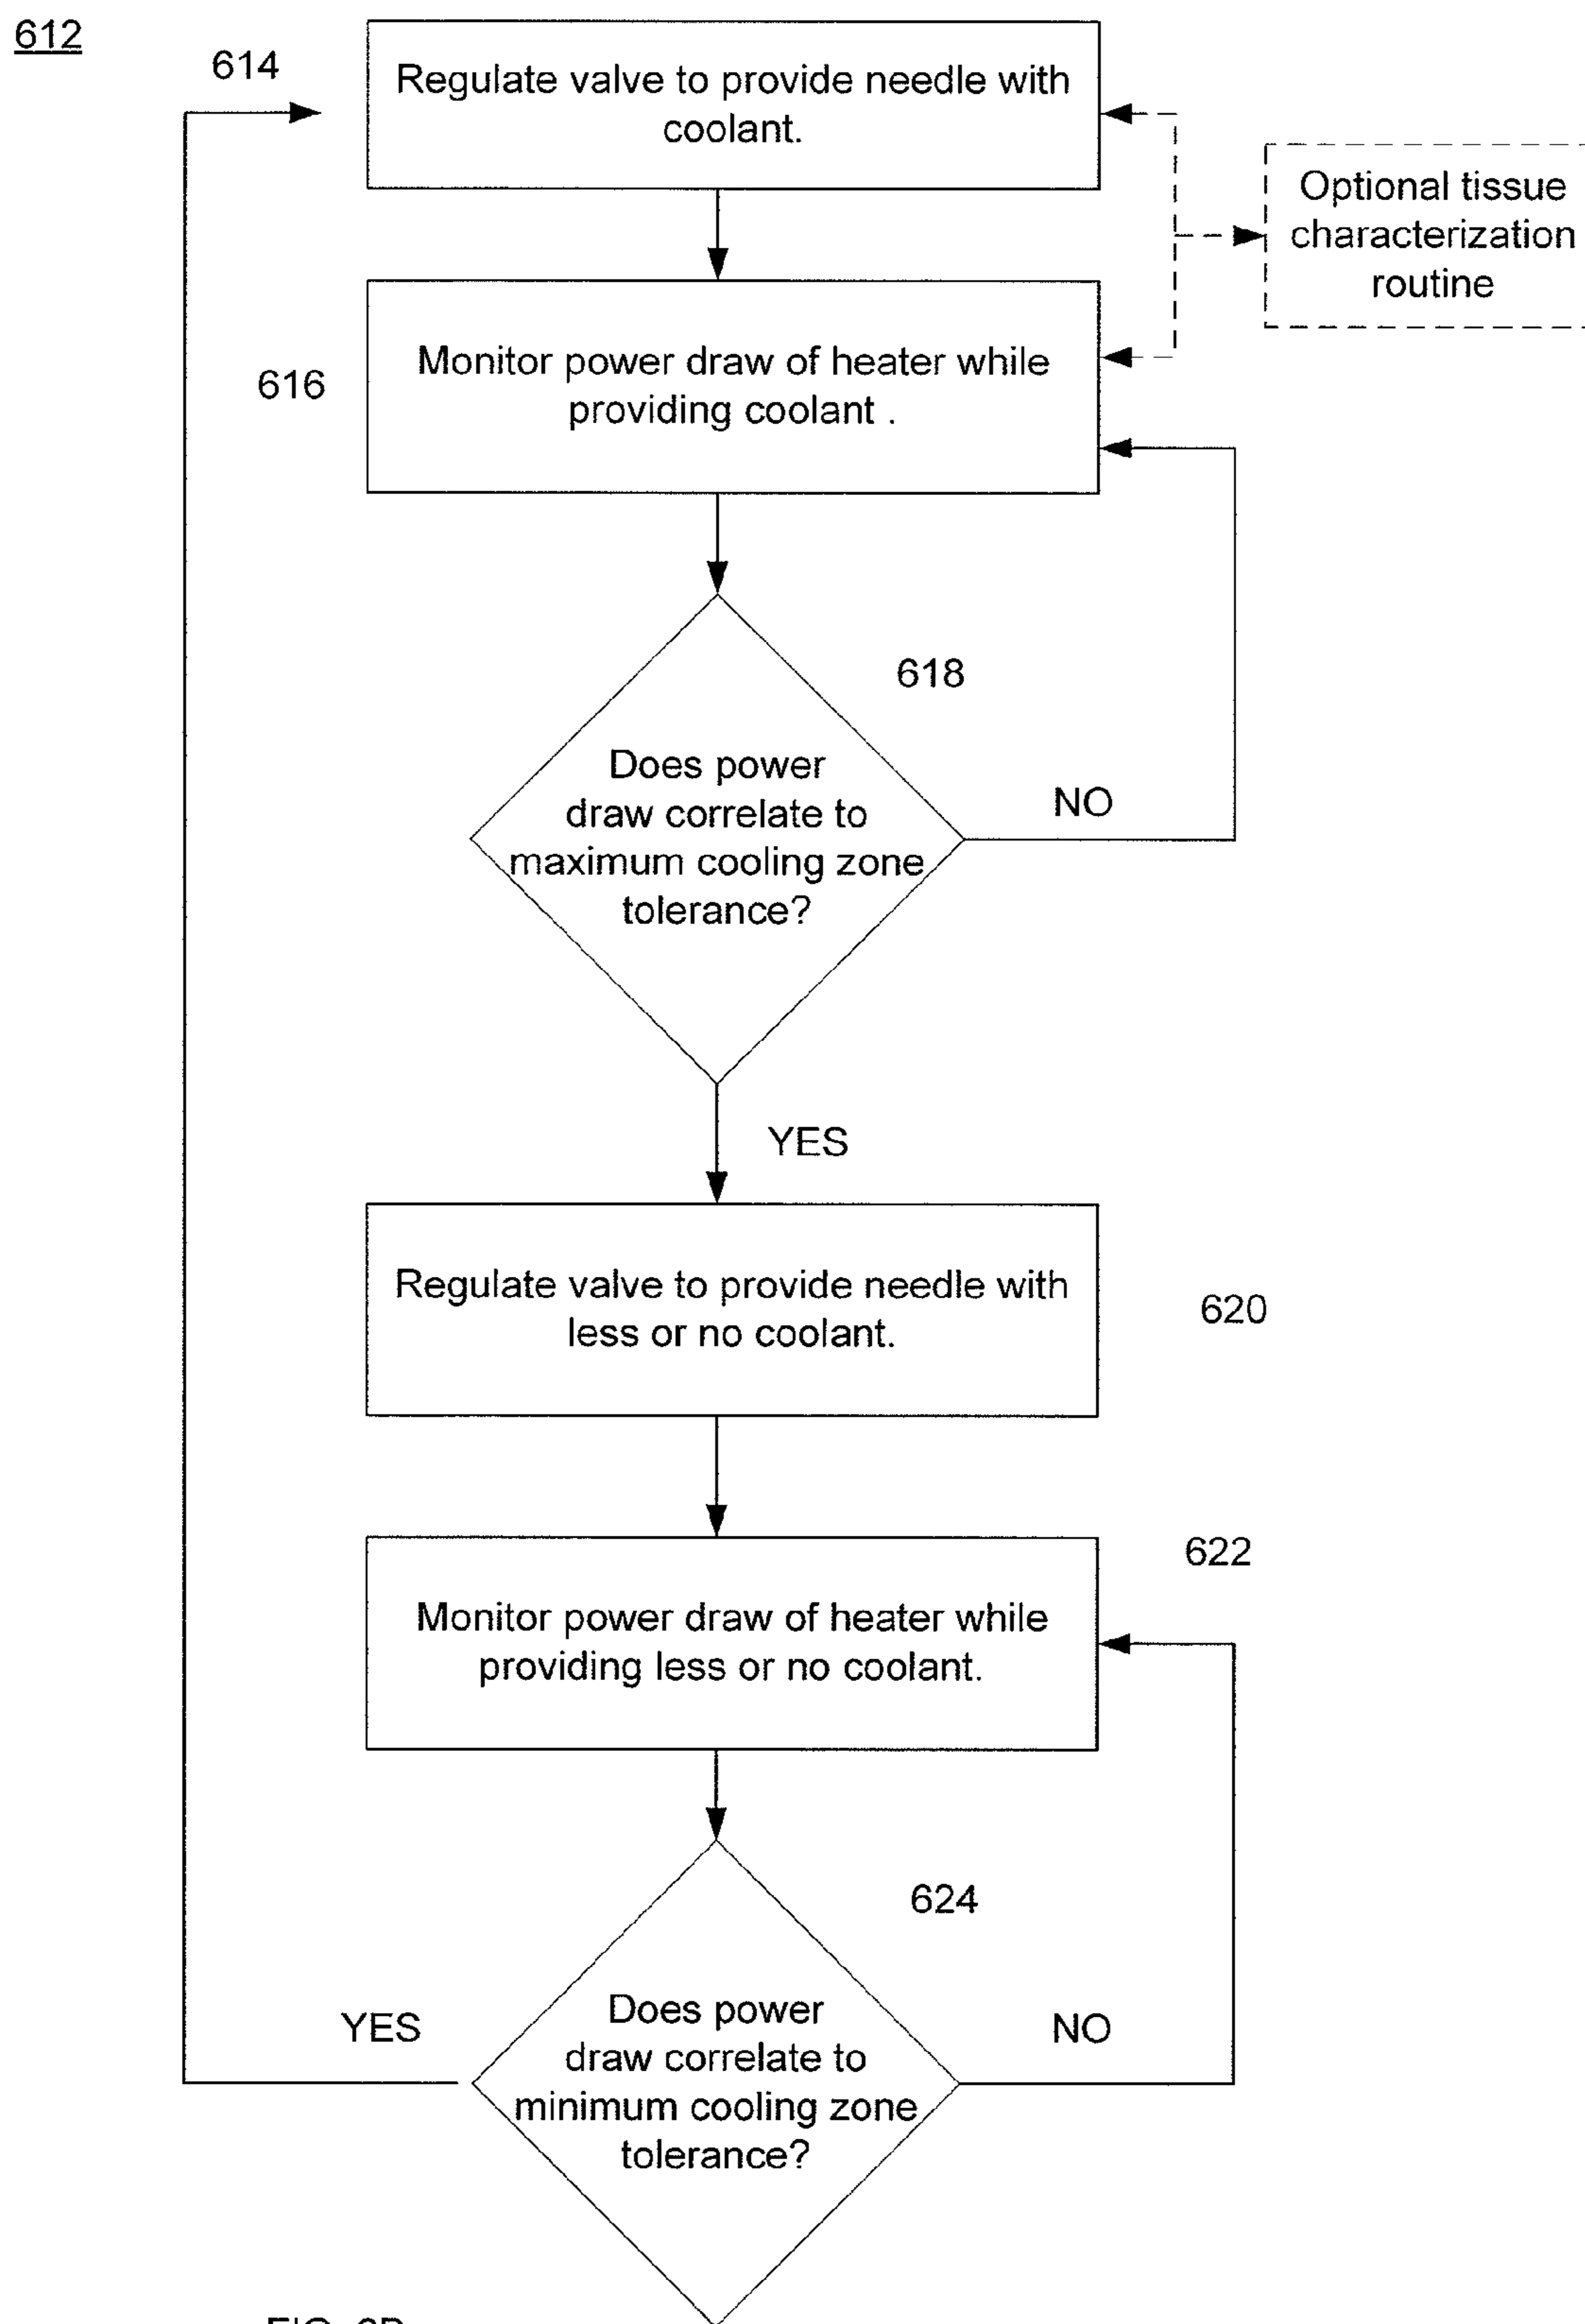 612
614
Regulate valve to provide needle with
coolant.
Optional tissue
characterization
routine
616
Monitor power draw of heater while
providing coolant .
618
Does power
draw correlate to
maximum cooling zone
tolerance?
NO
YES
Regulate valve to provide needle with
less or no coolant.
620
622
Monitor power draw of heater while
providing less or no coolant.
624
YES
Does power
draw correlate to
minimum cooling zone
tolerance?
NO